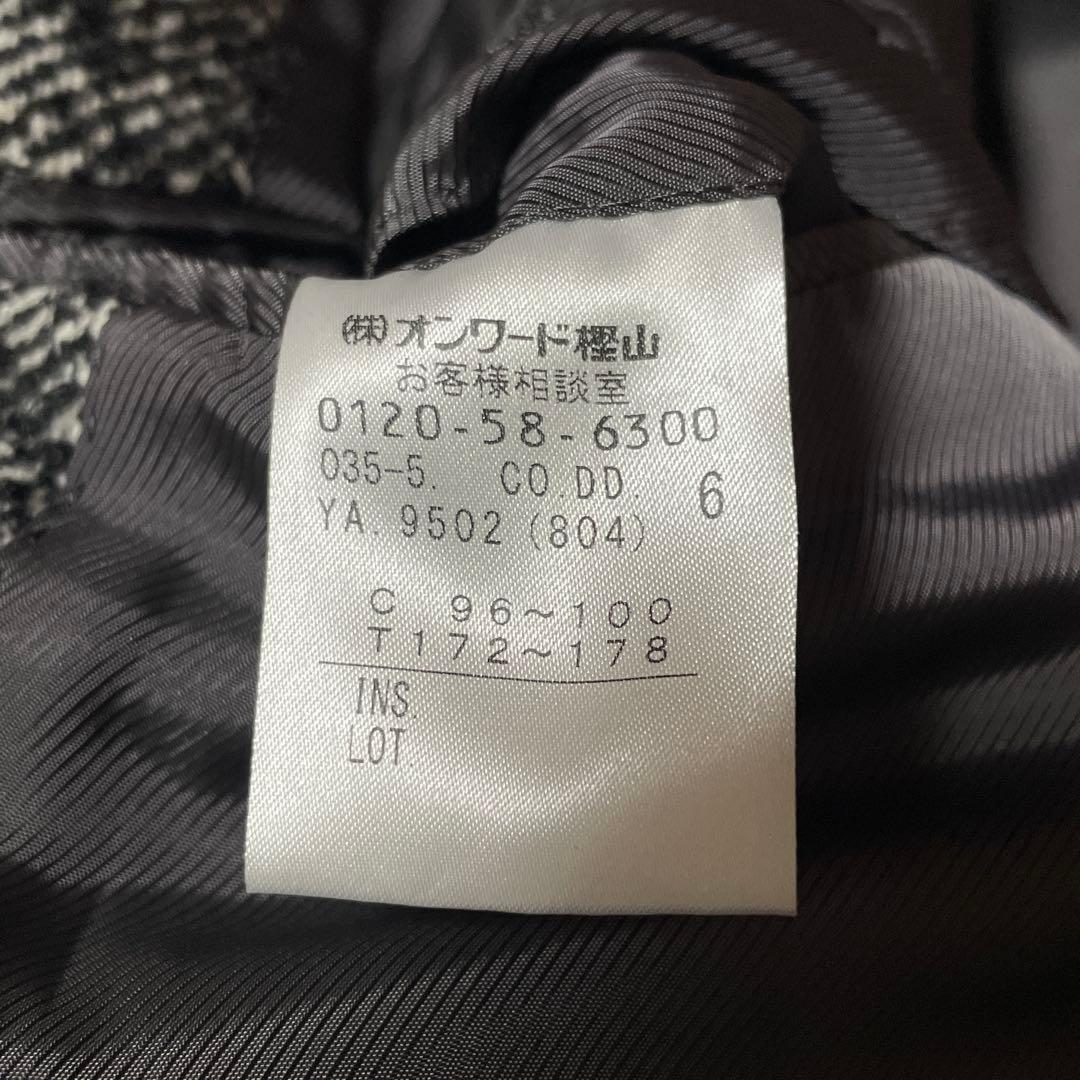 (株)オンワード樫山
お客様相談室
0120-58-6300
035-5. CO.DD. 6
YA. 9502 (804)
C 96~100
T172~178
INS.
LOT.